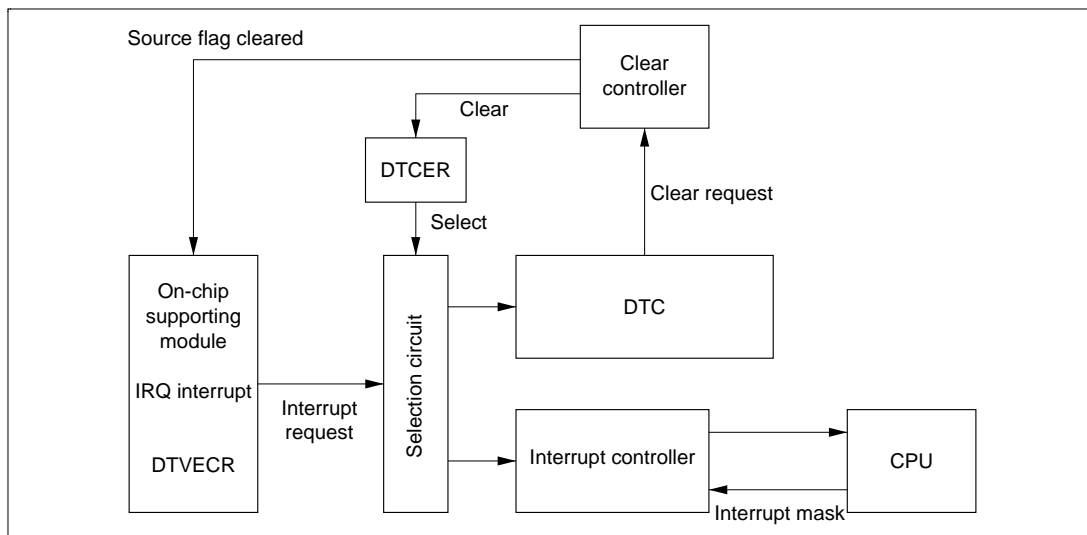 Source flag cleared
Clear
controller
Clear
DTCER
Clear request
Select
On-chip
supporting
module
IRQ interrupt
DTVECR
Interrupt
request
Selection circuit
DTC
Interrupt controller
CPU
Interrupt mask